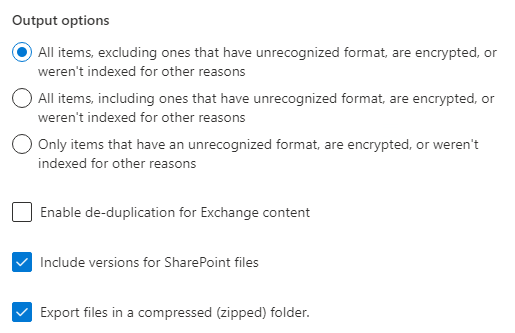 Output options
All items, excluding ones that have unrecognized format, are encrypted, or
weren't indexed for other reasons
All items, including ones that have unrecognized format, are encrypted, or
weren't indexed for other reasons
Only items that have an unrecognized format, are encrypted, or weren't
indexed for other reasons
Enable de-duplication for Exchange content
Include versions for SharePoint files
Export files in a compressed (zipped) folder.